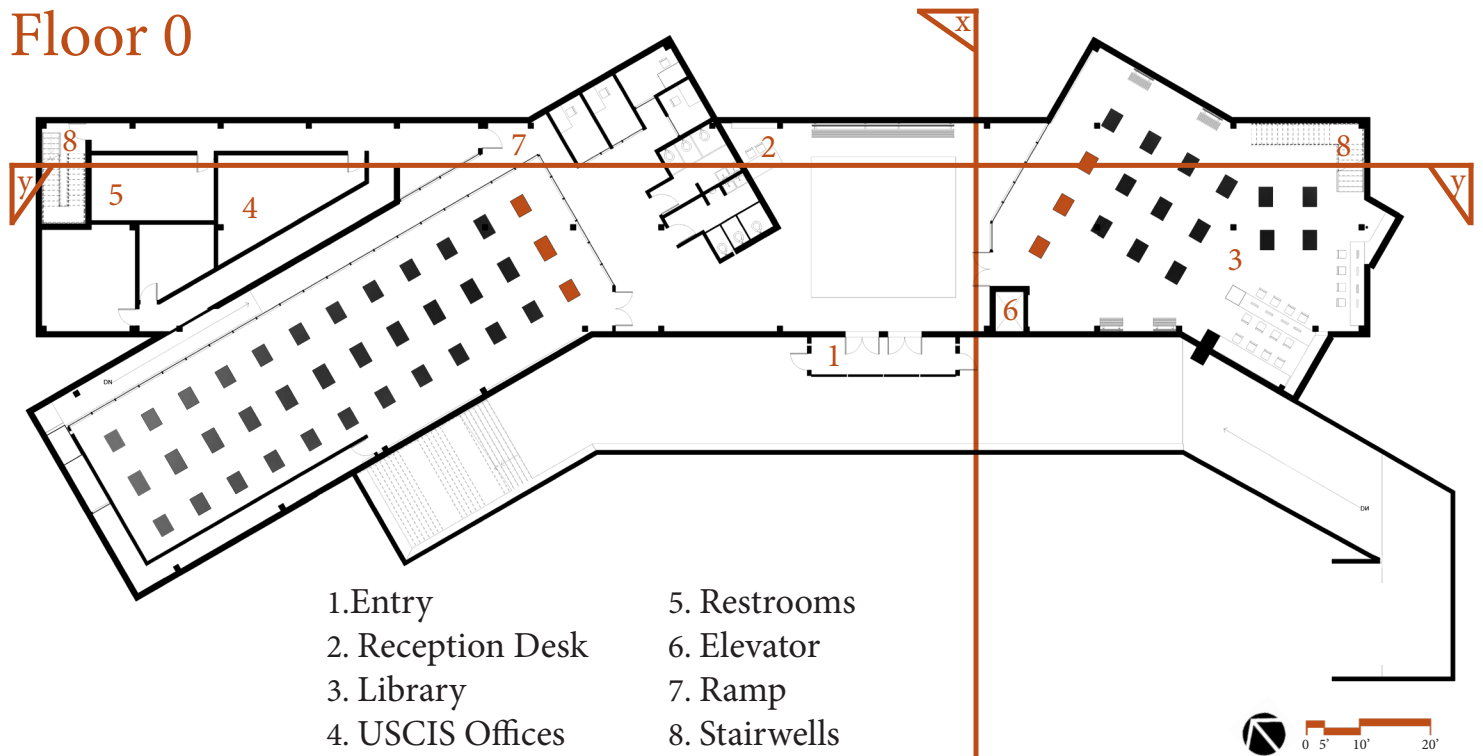 Floor 0
x
8
7
2
8
y
y
5
4
3
6
1
DN
DN
1.Entry
2. Reception Desk
3. Library
4. USCIS Offices
5. Restrooms
6. Elevator
7. Ramp
8. Stairwells
0 5' 10' 20'